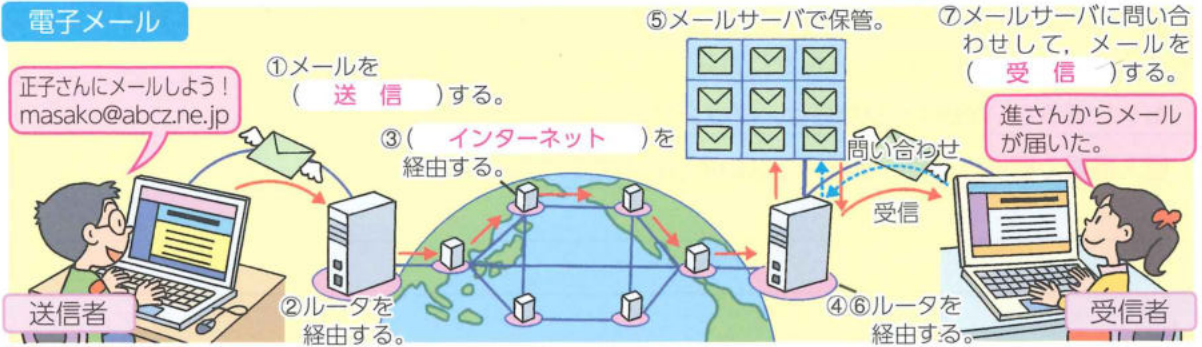 電子メール
正子さんにメールしよう!
masako@abcz.ne.jp
①メールを
( 送 信 )する。
②ルータを
経由する。
③( インターネット )を
経由する。
⑤メールサーバで保管。
④⑥ルータを
経由する。
問い合わせ
受信
⑦メールサーバに問い合
わせして,メールを
( 受 信 )する。
進さんからメール
が届いた。
送信者
受信者